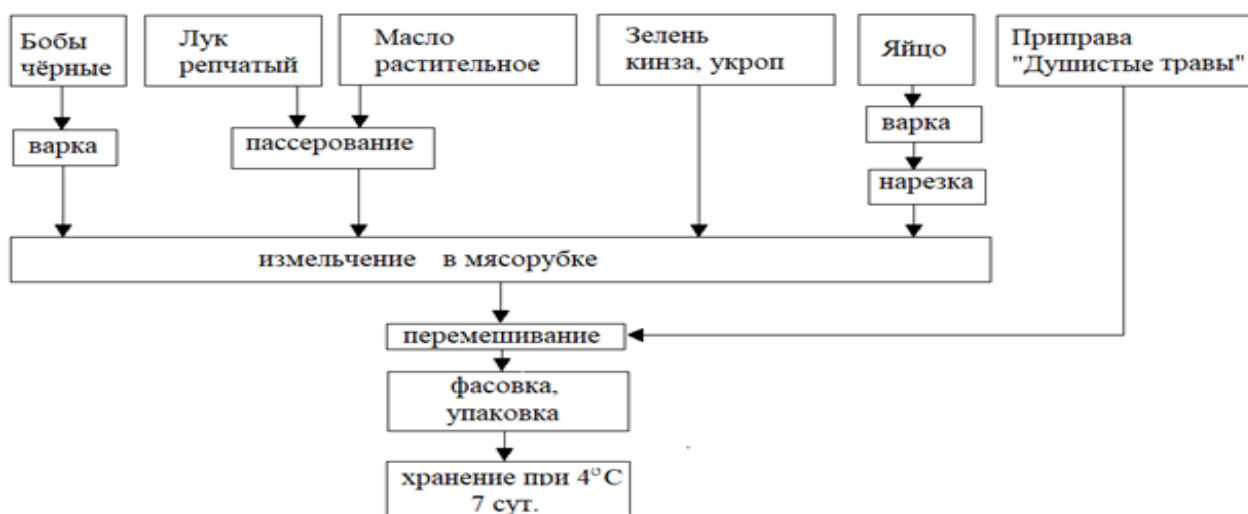 Бобы
чёрные
Лук
репчатый
Масло
растительное
Зелень
кинза, укроп
Яйцо
Приправа
"Душистые травы"
варка
пассерование
варка
нарезка
измельчение в мясорубке
перемешивание
фасовка,
упаковка
хранение при 4°С
7 сут.